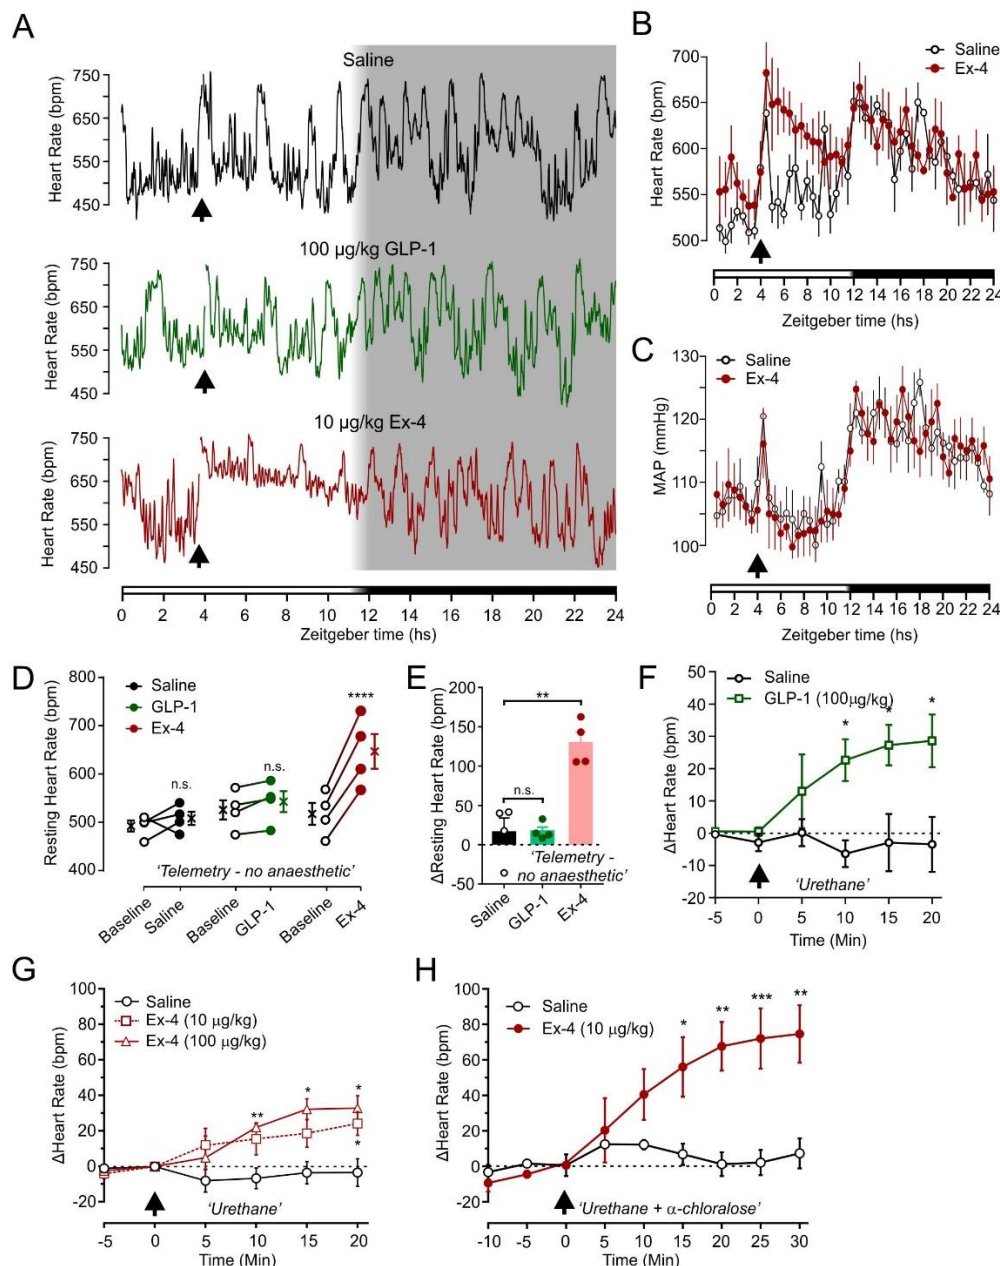 A
Saline
Heart Rate (bpm)
750
650
550
450
100 µg/kg GLP-1
Heart Rate (bpm)
750
650
550
450
10 µg/kg Ex-4
Heart Rate (bpm)
750
650
550
450
0 2 4 6 8 10 12 14 16 18 20 22 24
Zeitgeber time (hs)
B
Saline
Ex-4
Heart Rate (bpm)
700
650
600
550
500
0 2 4 6 8 10 12 14 16 18 20 22 24
Zeitgeber time (hs)
C
Saline
Ex-4
MAP (mmHg)
130
120
110
100
0 2 4 6 8 10 12 14 16 18 20 22 24
Zeitgeber time (hs)
D
Saline
GLP-1
Ex-4
Resting Heart Rate (bpm)
800
700
600
500
400
n.s.
n.s.
****
'Telemetry - no anaesthetic'
Baseline
Saline
Baseline
GLP-1
Baseline
Ex-4
E
ΔResting Heart Rate (bpm)
200
150
100
50
0
-50
**
n.s.
'Telemetry -
no anaesthetic'
Saline
GLP-1
Ex-4
F
Saline
GLP-1 (100µg/kg)
ΔHeart Rate (bpm)
50
40
30
20
10
0
-10
-20
-30
* * *
'Urethane'
-5 0 5 10 15 20
Time (Min)
G
Saline
Ex-4 (10 µg/kg)
Ex-4 (100 µg/kg)
ΔHeart Rate (bpm)
100
80
60
40
20
0
-20
** * *
*
'Urethane'
-5 0 5 10 15 20
Time (Min)
H
Saline
Ex-4 (10 µg/kg)
ΔHeart Rate (bpm)
100
80
60
40
20
0
-20
* ** *** **
'Urethane + α-chloralose'
-10 -5 0 5 10 15 20 25 30
Time (Min)